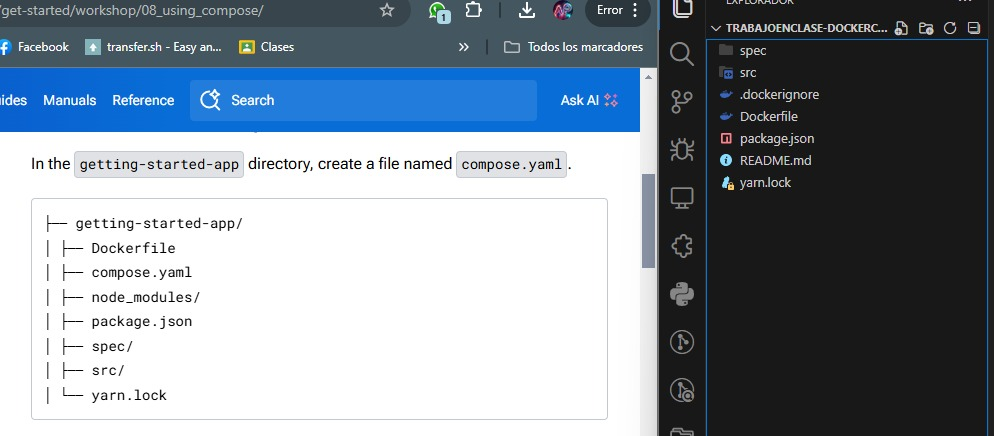 /get-started/workshop/08_using_compose/
1
Error
Facebook
transfer.sh - Easy an...
Clases
»
Todos los marcadores
ides
Manuals
Reference
Search
Ask AI
In the getting-started-app directory, create a file named compose.yaml.
├── getting-started-app/
│ ├── Dockerfile
│ ├── compose.yaml
│ ├── node_modules/
│ ├── package.json
│ ├── spec/
│ ├── src/
│ └── yarn.lock
EXPLORADOR
TRABAJOENCLASE-DOCKERC...
spec
src
.dockerignore
Dockerfile
package.json
README.md
yarn.lock